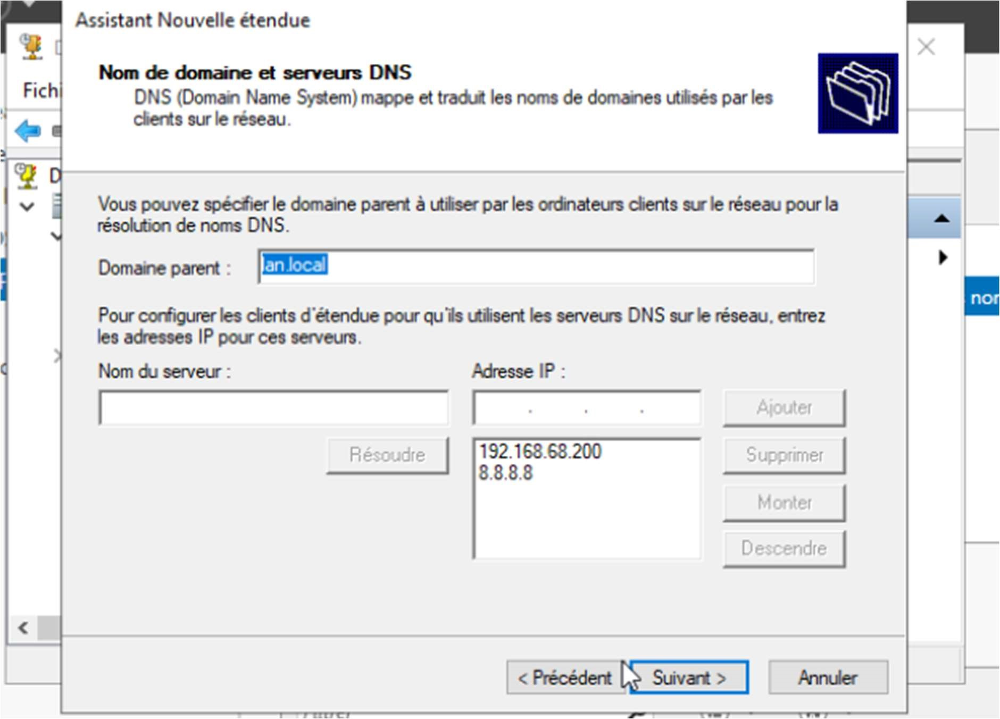 Assistant Nouvelle étendue
Nom de domaine et serveurs DNS
DNS (Domain Name System) mappe et traduit les noms de domaines utilisés par les
clients sur le réseau.
Fichi
D
Vous pouvez spécifier le domaine parent à utiliser par les ordinateurs clients sur le réseau pour la
résolution de noms DNS.
Domaine parent : lan.local
nor
Pour configurer les clients d'étendue pour qu'ils utilisent les serveurs DNS sur le réseau, entrez
les adresses IP pour ces serveurs.
Nom du serveur : Adresse IP :
. . . Ajouter
Résoudre 192.168.68.200 Supprimer
8.8.8.8
Monter
Descendre
< Précédent Suivant > Annuler